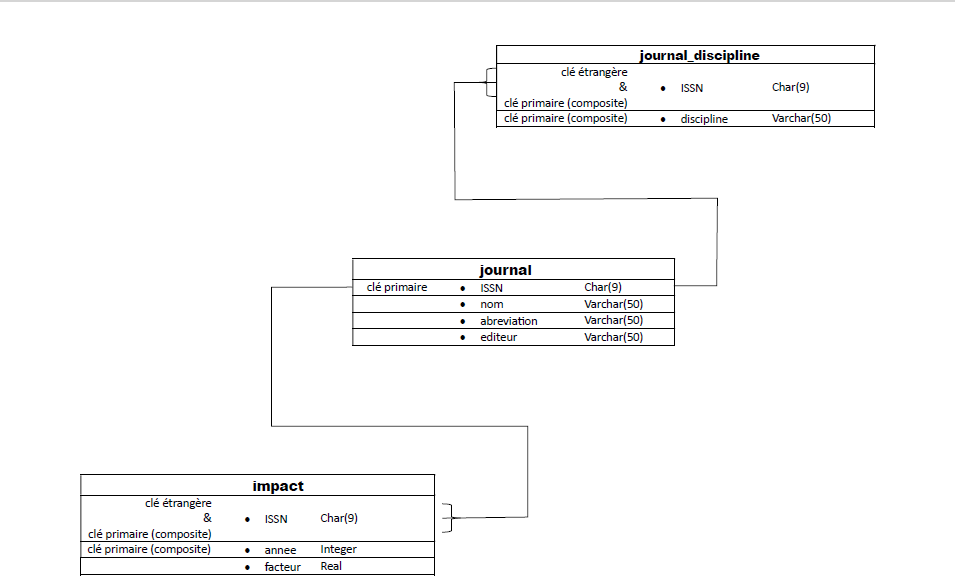 journal_discipline
clé étrangère
&
clé primaire (composite)
• ISSN Char(9)
clé primaire (composite) • discipline Varchar(50)
journal
clé primaire • ISSN Char(9)
• nom Varchar(50)
• abreviation Varchar(50)
• editeur Varchar(50)
impact
clé étrangère
&
clé primaire (composite)
• ISSN Char(9)
clé primaire (composite) • annee Integer
• facteur Real